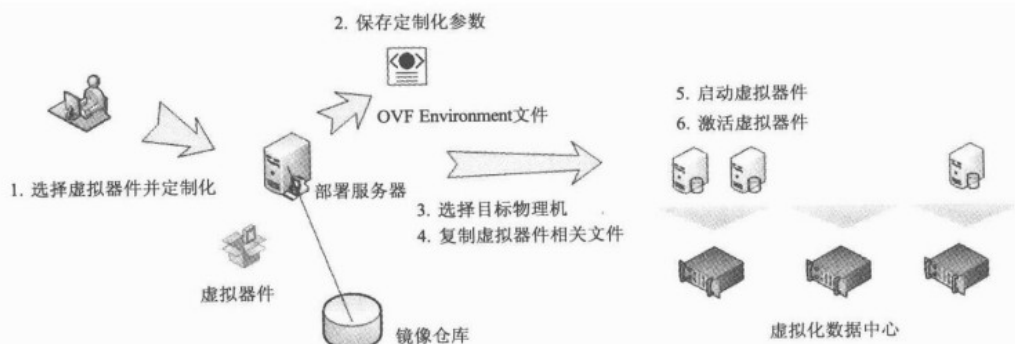 2. 保存定制化参数
OVF Environment文件
1. 选择虚拟器件并定制化
部署服务器
3. 选择目标物理机
4. 复制虚拟器件相关文件
5. 启动虚拟器件
6. 激活虚拟器件
虚拟器件
镜像仓库
虚拟化数据中心